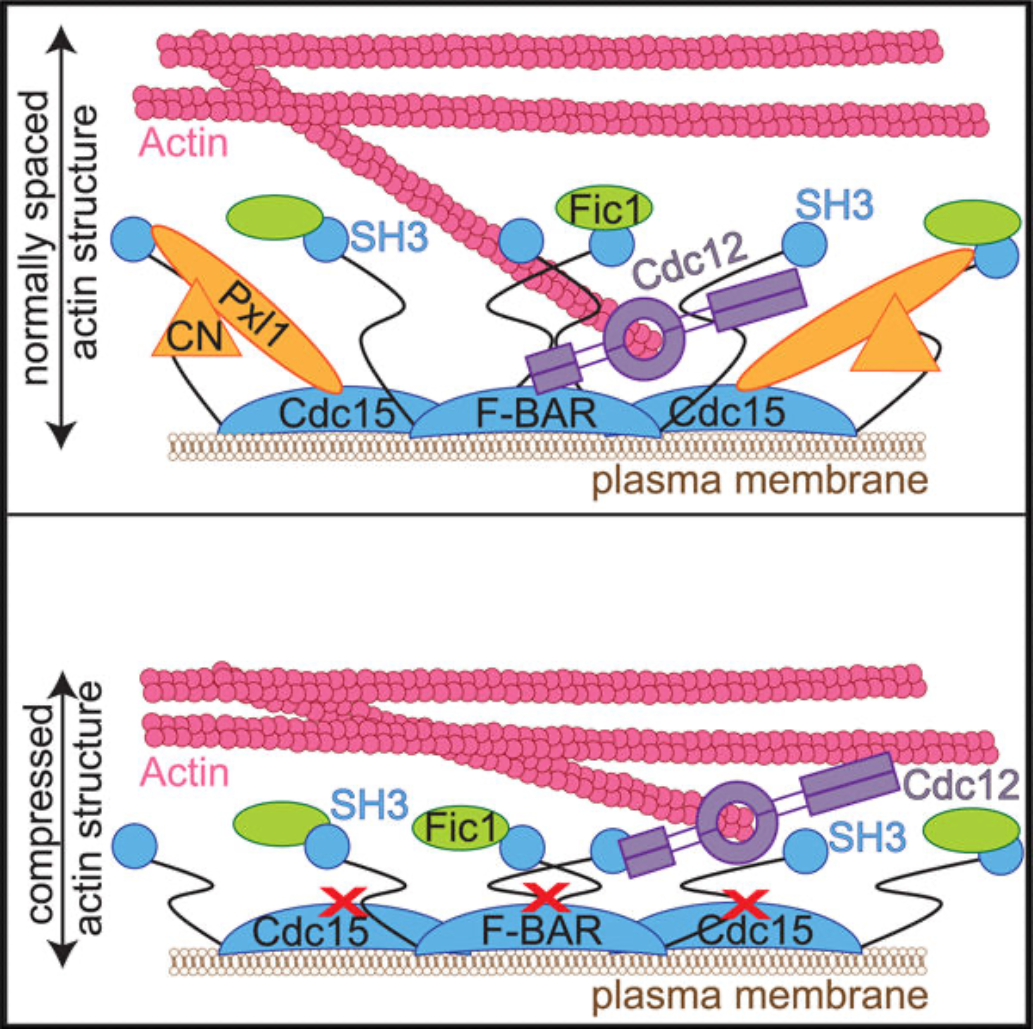 normally spaced
actin structure
Actin
SH3
Fic1
SH3
Cdc12
Pxl1
CN
Cdc15
F-BAR
Cdc15
plasma membrane
compressed
actin structure
Actin
SH3
Fic1
Cdc12
SH3
Cdc15
F-BAR
Cdc15
plasma membrane